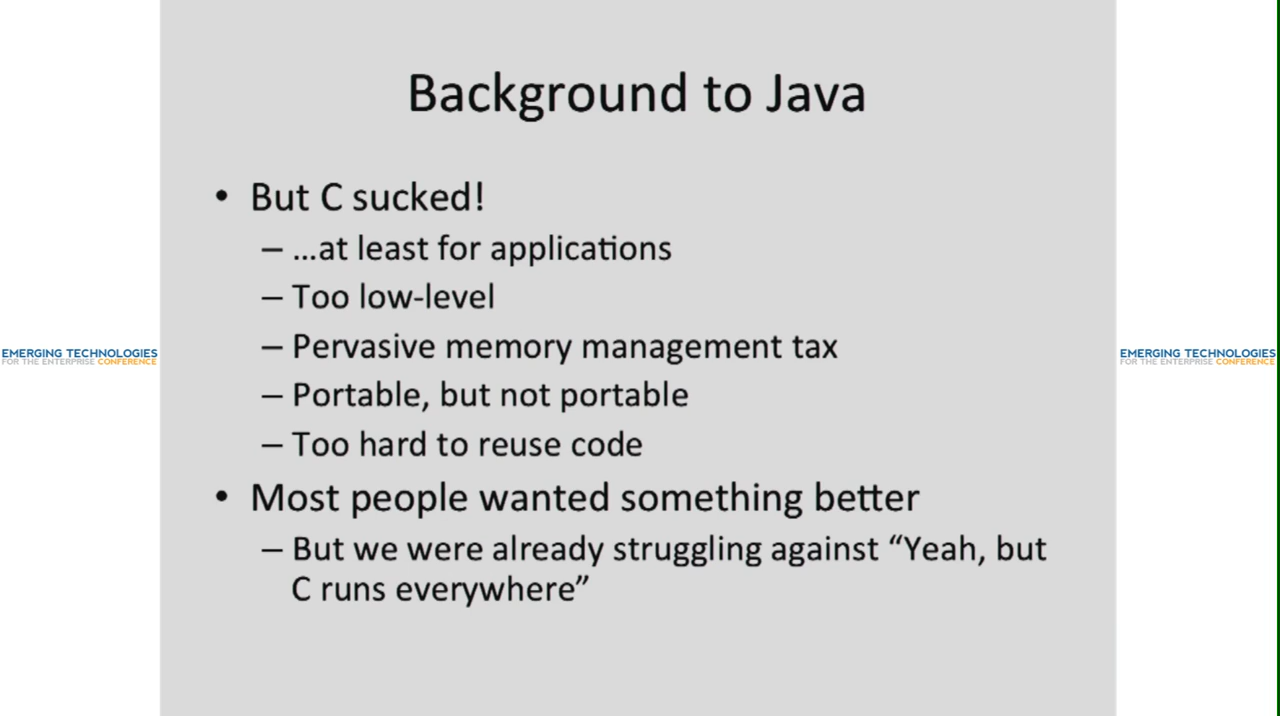 Background to Java
• But C sucked!
– ...at least for applications
– Too low-level
– Pervasive memory management tax
– Portable, but not portable
– Too hard to reuse code
• Most people wanted something better
– But we were already struggling against “Yeah, but
C runs everywhere”
EMERGING TECHNOLOGIES
FOR THE ENTERPRISE CONFERENCE
EMERGING TECHNOLOGIES
FOR THE ENTERPRISE CONFERENCE